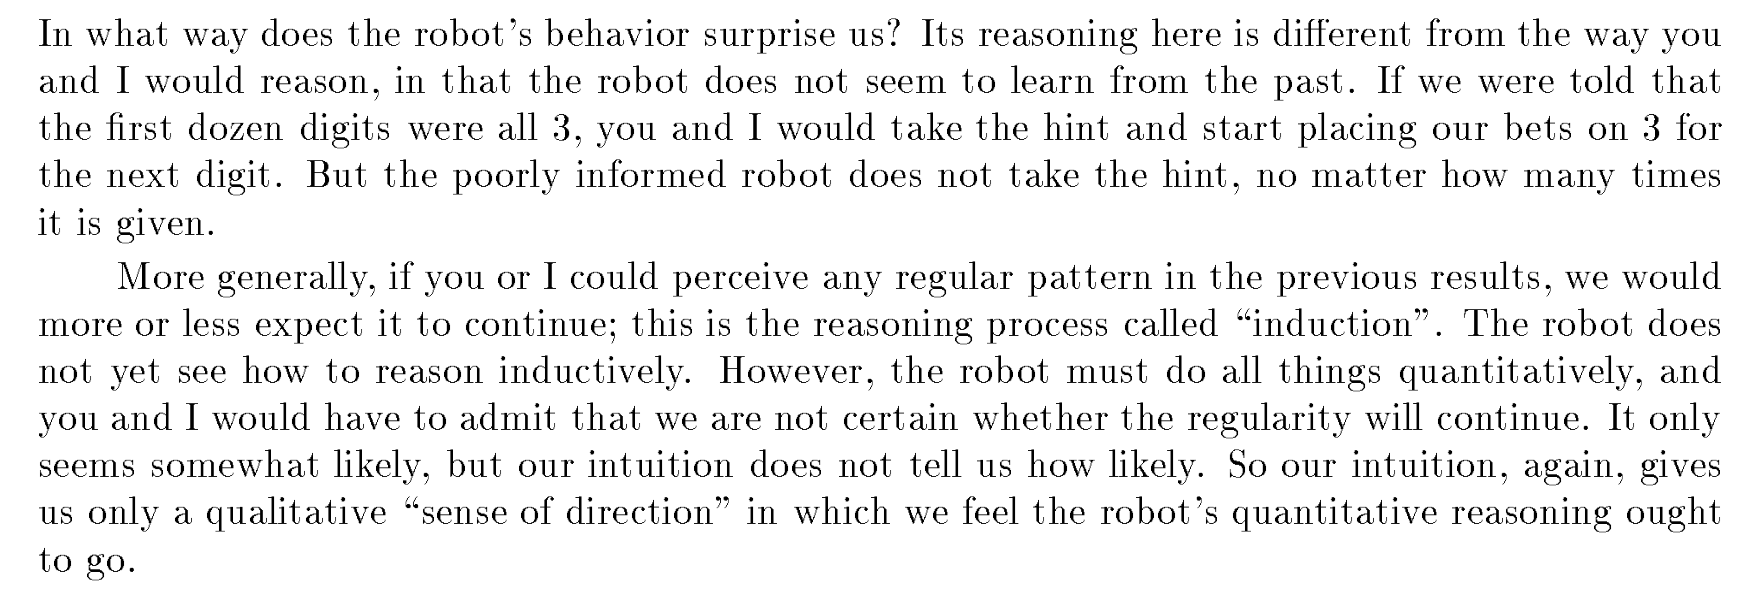 In what way does the robot's behavior surprise us? Its reasoning here is different from the way you
and I would reason, in that the robot does not seem to learn from the past. If we were told that
the first dozen digits were all 3, you and I would take the hint and start placing our bets on 3 for
the next digit. But the poorly informed robot does not take the hint, no matter how many times
it is given.
More generally, if you or I could perceive any regular pattern in the previous results, we would
more or less expect it to continue; this is the reasoning process called “induction”. The robot does
not yet see how to reason inductively. However, the robot must do all things quantitatively, and
you and I would have to admit that we are not certain whether the regularity will continue. It only
seems somewhat likely, but our intuition does not tell us how likely. So our intuition, again, gives
us only a qualitative “sense of direction” in which we feel the robot's quantitative reasoning ought
to go.